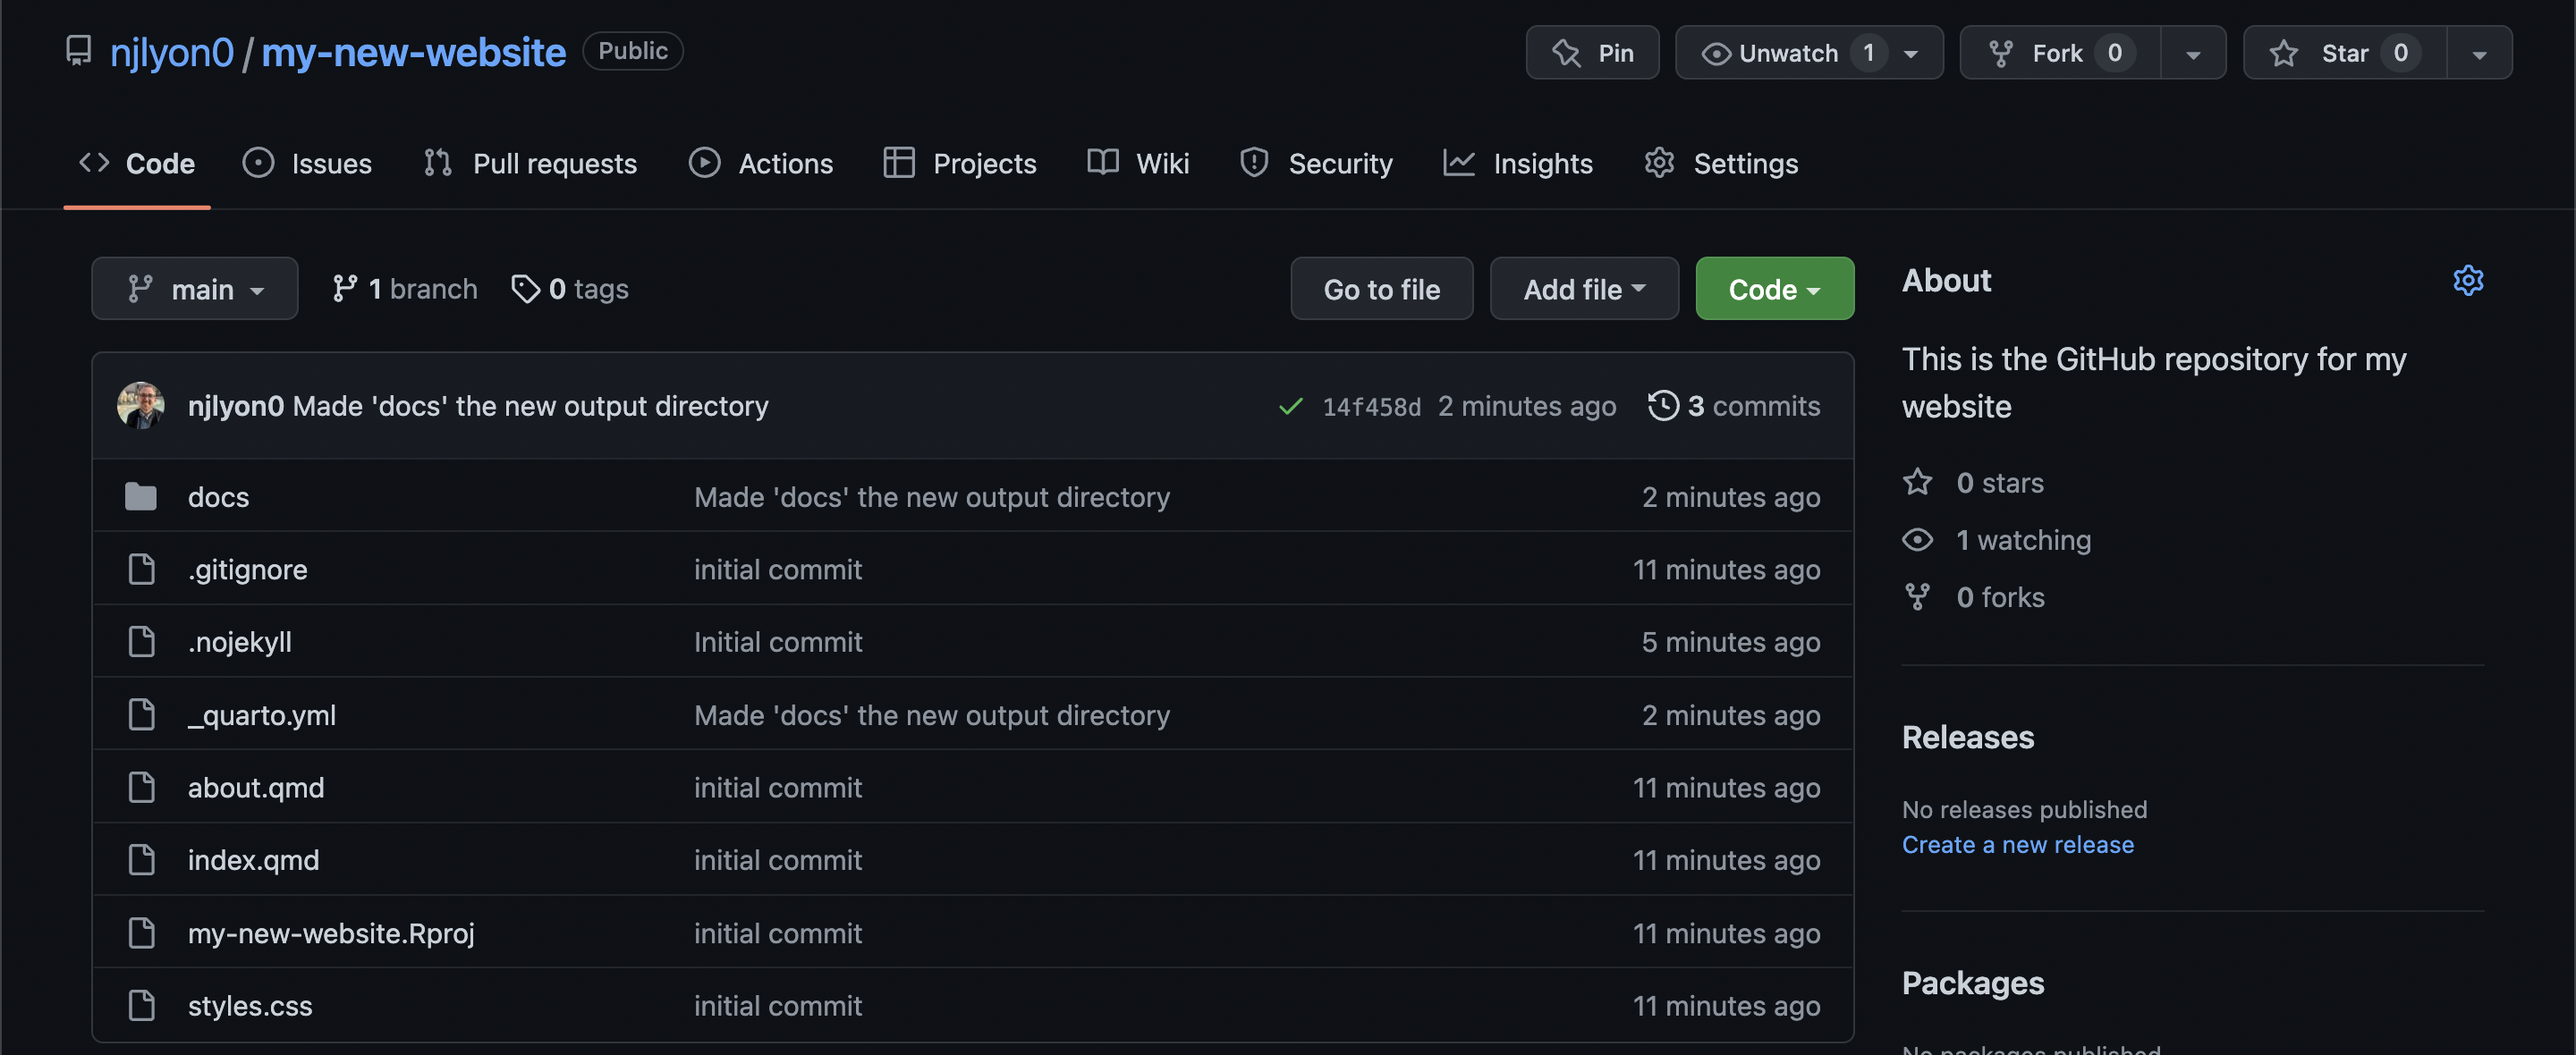 njlyon0 / my-new-website Public Pin Unwatch 1 Fork 0 Star 0
Code Issues Pull requests Actions Projects Wiki Security Insights Settings
main 1 branch 0 tags Go to file Add file Code
njlyon0 Made 'docs' the new output directory 14f458d 2 minutes ago 3 commits
docs Made 'docs' the new output directory 2 minutes ago
.gitignore initial commit 11 minutes ago
.nojekyll Initial commit 5 minutes ago
_quarto.yml Made 'docs' the new output directory 2 minutes ago
about.qmd initial commit 11 minutes ago
index.qmd initial commit 11 minutes ago
my-new-website.Rproj initial commit 11 minutes ago
styles.css initial commit 11 minutes ago
About
This is the GitHub repository for my
website
0 stars
1 watching
0 forks
Releases
No releases published
Create a new release
Packages
No packages published